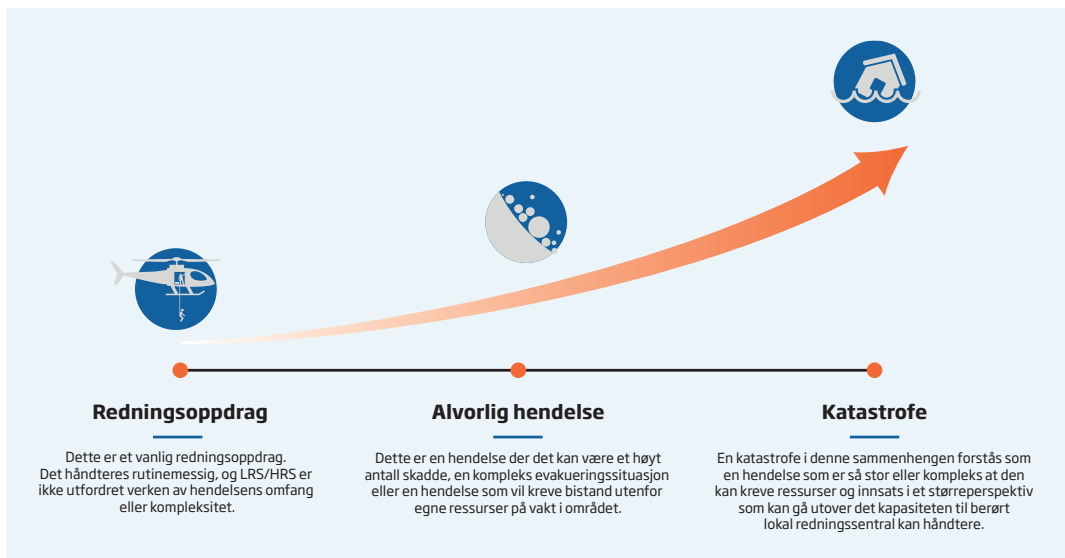 Redningsoppdrag
Dette er et vanlig redningsoppdrag.
Det håndteres rutinemessig, og LRS/HRS er
ikke utfordret verken av hendelsens omfang
eller kompleksitet.
Alvorlig hendelse
Dette er en hendelse der det kan være et høyt
antall skadde, en kompleks evakueringssituasjon
eller en hendelse som vil kreve bistand utenfor
egne ressurser på vakt i området.
Katastrofe
En katastrofe i denne sammenhengen forstås som
en hendelse som er så stor eller kompleks at den
kan kreve ressurser og innsats i et størreperspektiv
som kan gå utover det kapasiteten til berørt
lokal redningssentral kan håndtere.